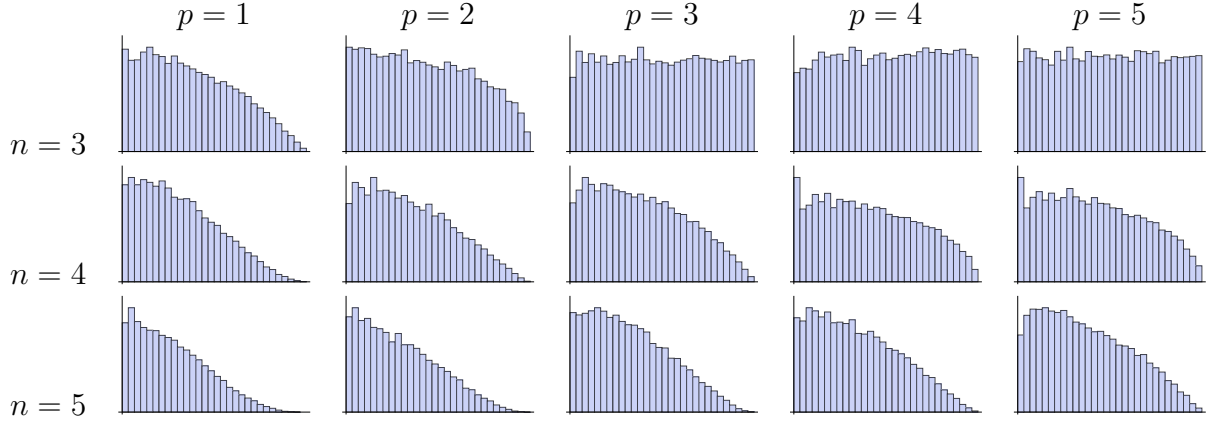 p = 1 p = 2 p = 3 p = 4 p = 5
n = 3
n = 4
n = 5